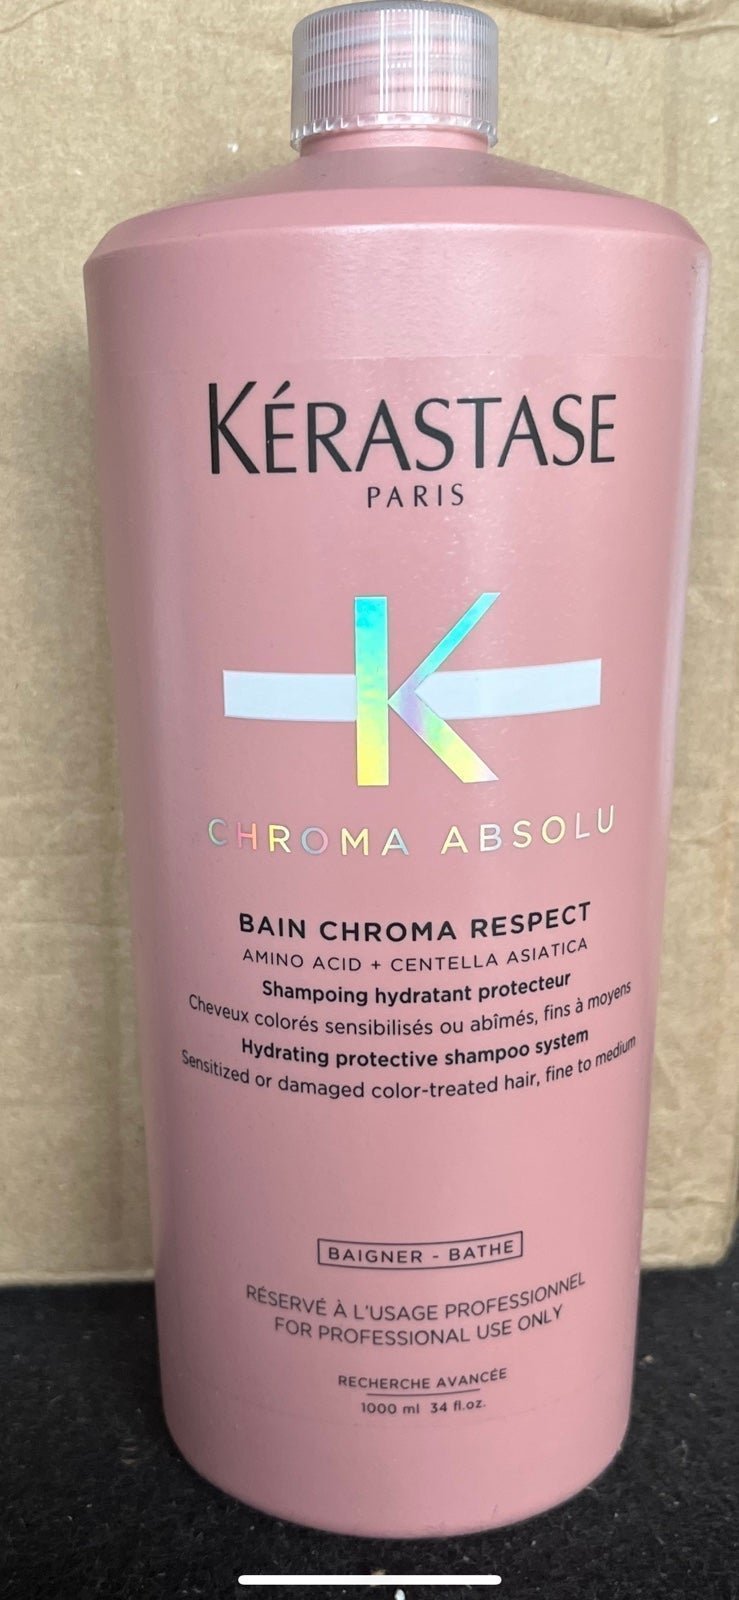 KÉRASTASE
PARIS
K
CHROMA ABSOLU
BAIN CHROMA RESPECT
AMINO ACID + CENTELLA ASIATICA
Shampoing hydratant protecteur
Cheveux colorés sensibilisés ou abîmés, fins à moyens
Hydrating protective shampoo system
Sensitized or damaged color-treated hair, fine to medium
BAIGNER - BATHE
RÉSERVÉ À L'USAGE PROFESSIONNEL
FOR PROFESSIONAL USE ONLY
RECHERCHE AVANCÉE
1000 ml 34 fl.oz.